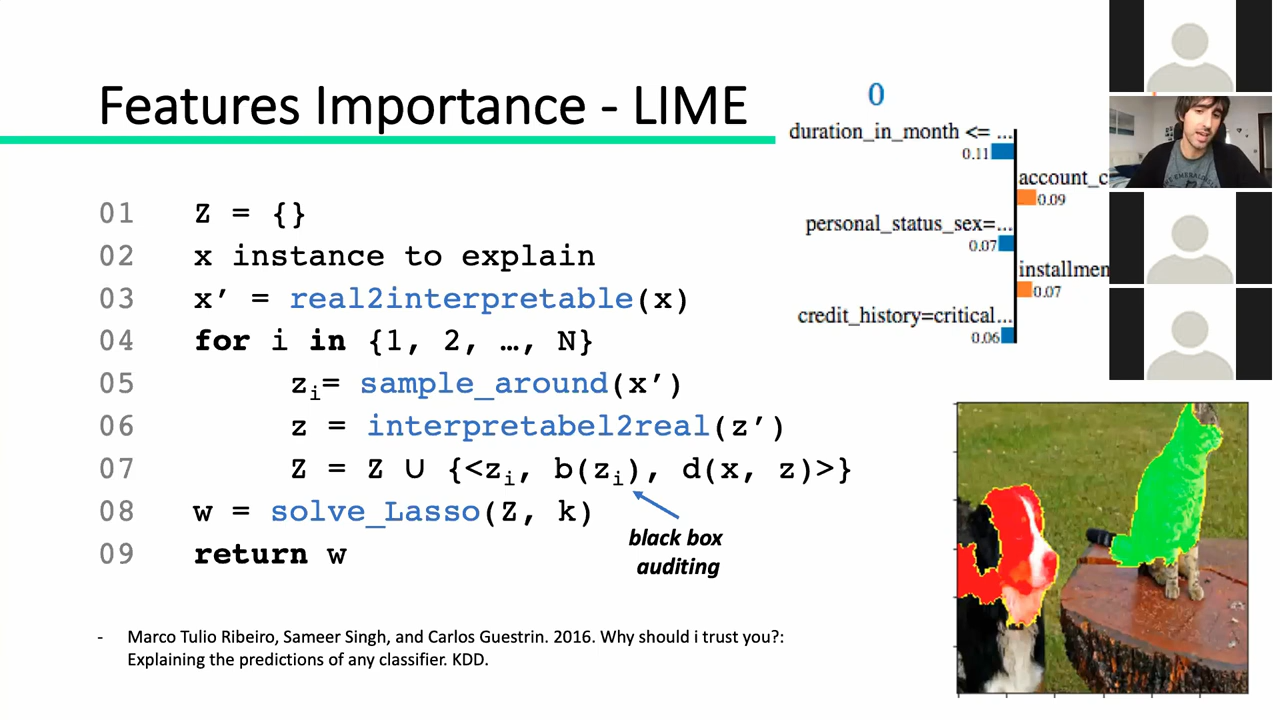 Features Importance - LIME
01 Z = {}
02 x instance to explain
03 x’ = real2interpretable(x)
04 for i in {1, 2, …, N}
05 zi= sample_around(x’)
06 z = interpretabel2real(z’)
07 Z = Z ∪ {<zi, b(zi), d(x, z)>}
08 w = solve_Lasso(Z, k)
09 return w
black box
auditing
- Marco Tulio Ribeiro, Sameer Singh, and Carlos Guestrin. 2016. Why should i trust you?:
Explaining the predictions of any classifier. KDD.
0
duration_in_month <= ...
0.11
account_c
0.09
personal_status_sex=...
0.07
installmen
0.07
credit_history=critical...
0.06